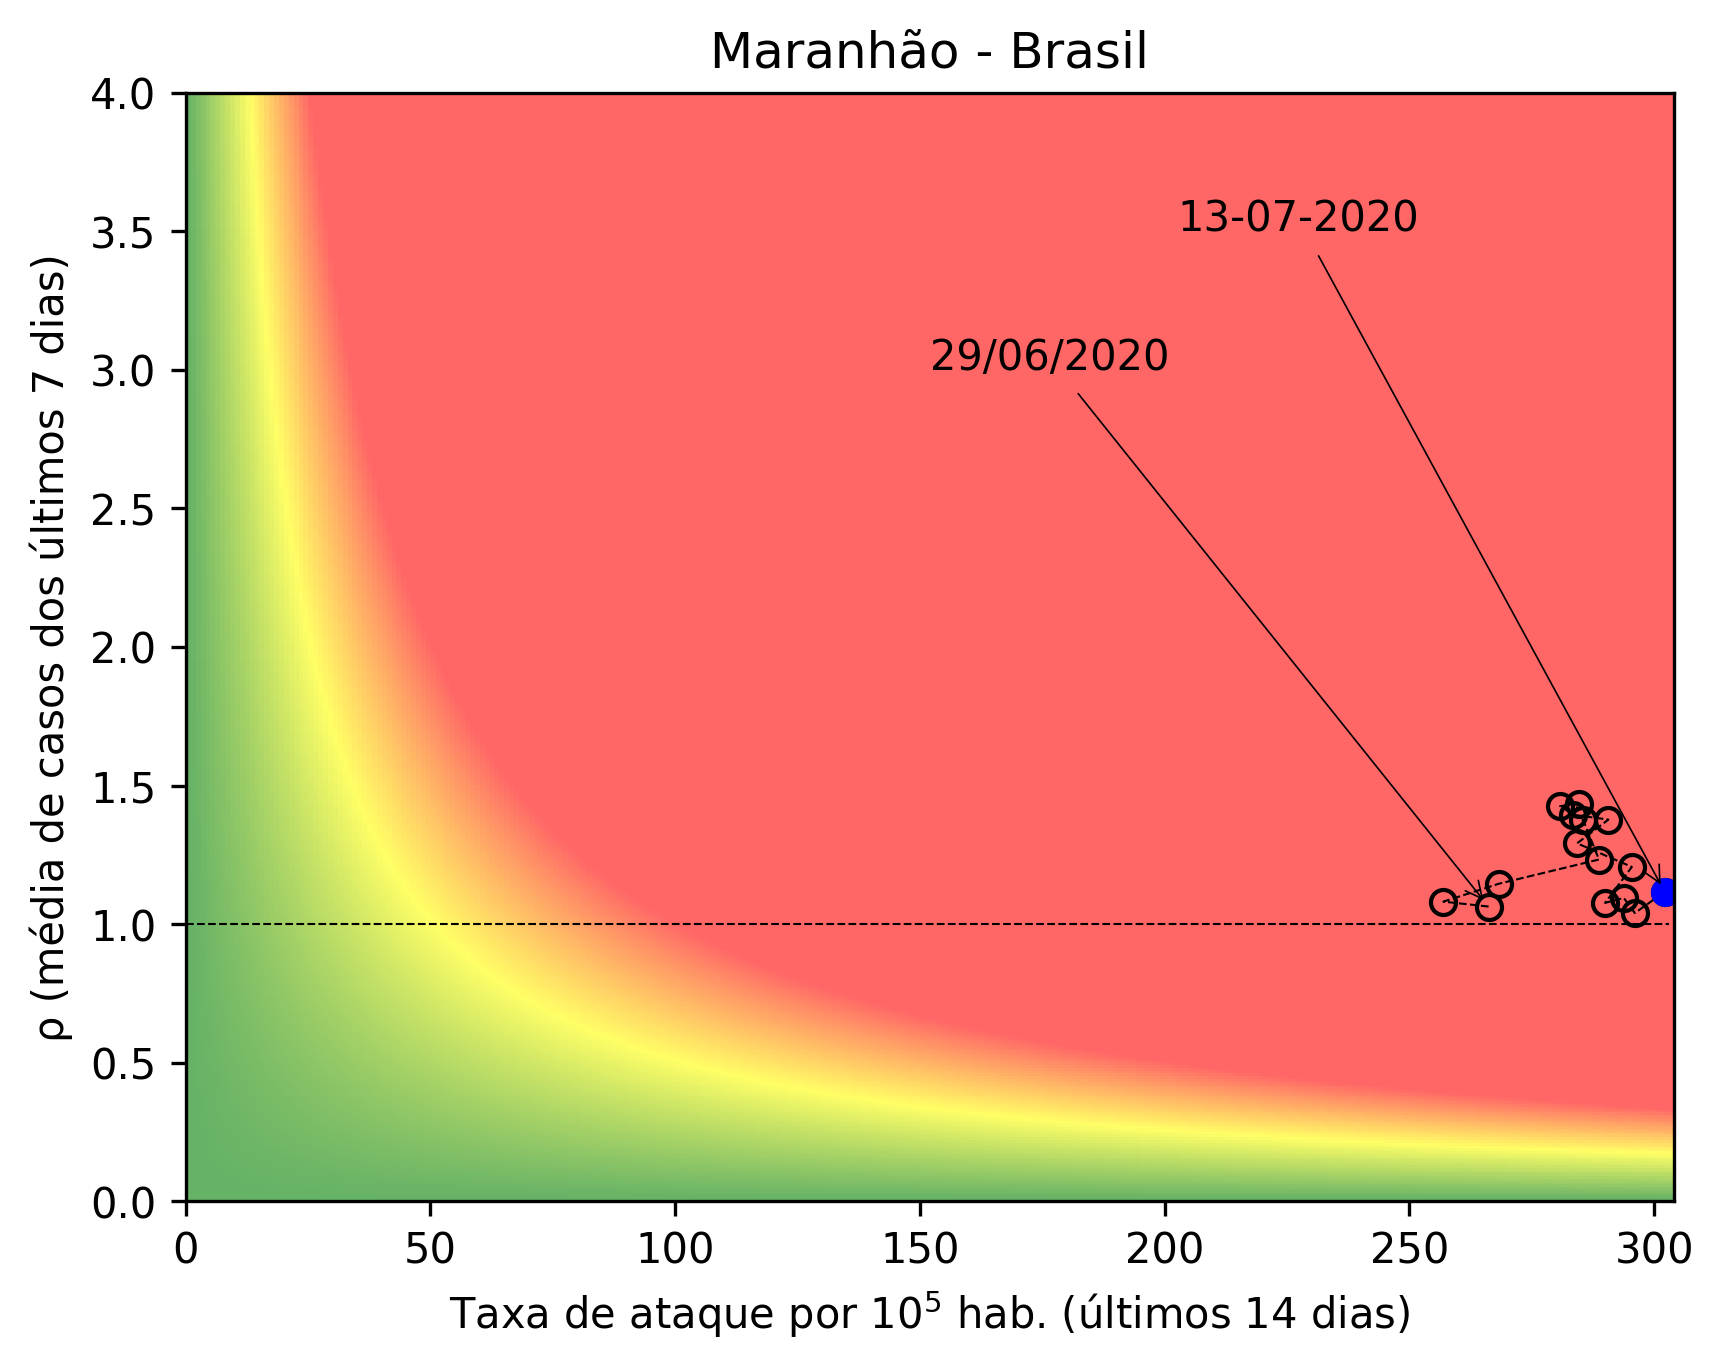 Maranhão - Brasil
4.0
3.5
3.0
2.5
2.0
1.5
1.0
0.5
0.0
ρ (média de casos dos últimos 7 dias)
13-07-2020
29/06/2020
0 50 100 150 200 250 300
Taxa de ataque por 10⁵ hab. (últimos 14 dias)